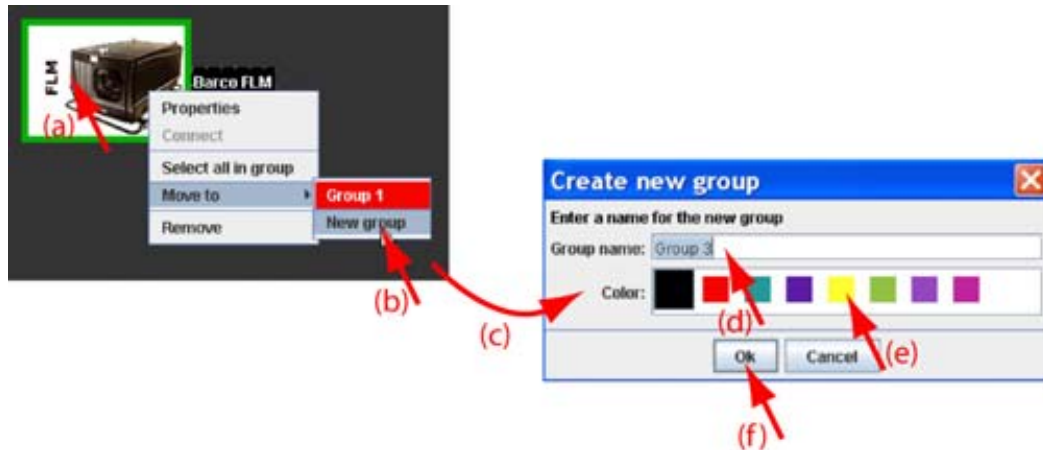 FLM
Barco FLM
(a)
Properties
Connect
Select all in group
Move to
Group 1
Remove
New group
(b)
(c)
Create new group
Enter a name for the new group
Group name: Group 3
Color:
(d)
(e)
Ok Cancel
(f)